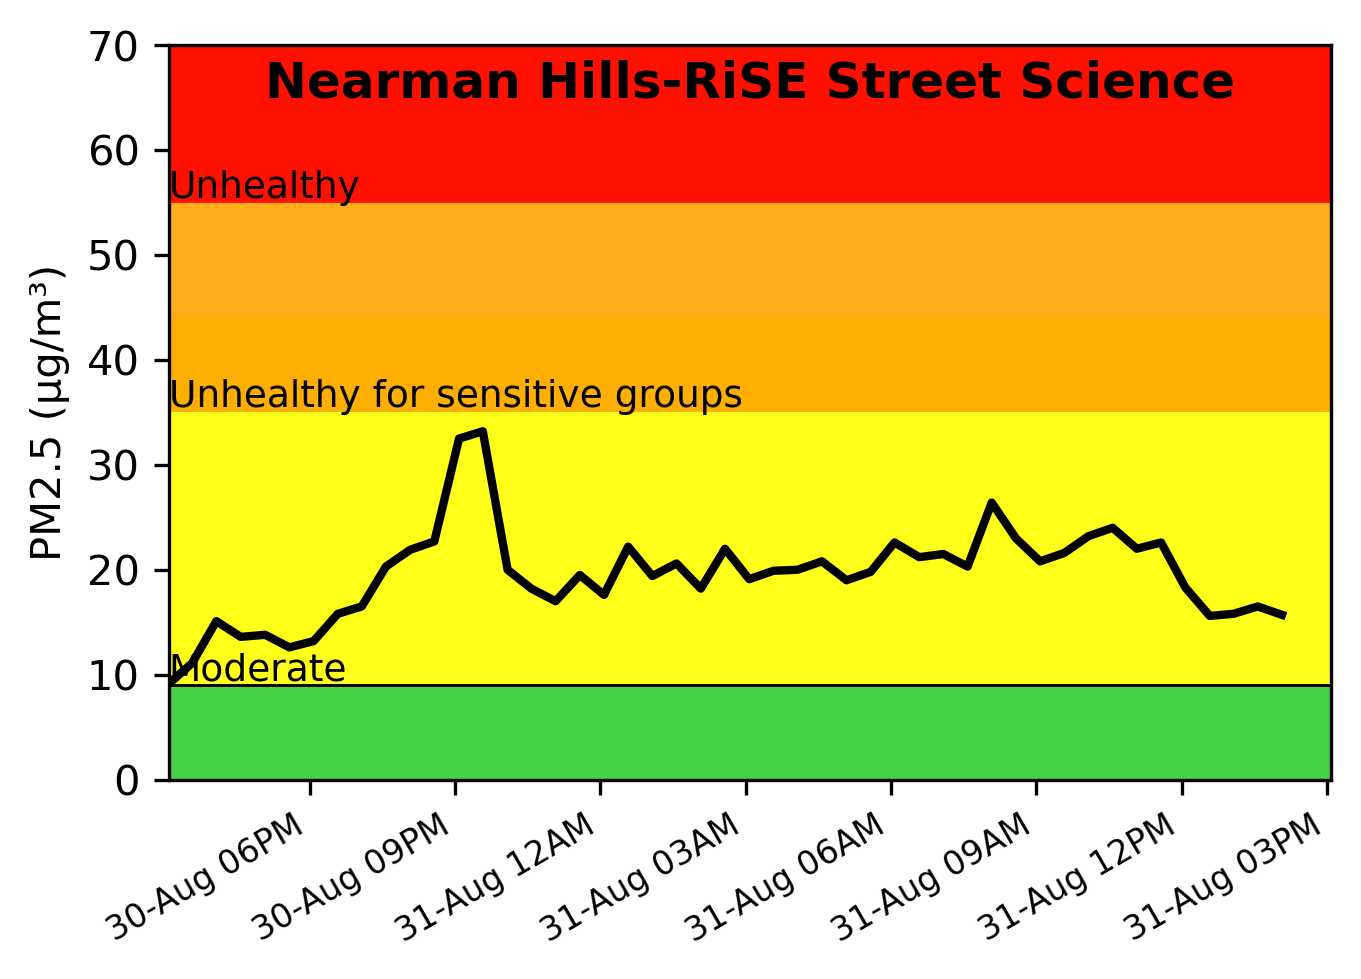 Nearman Hills-RiSE Street Science
70
60
50
40
30
20
10
0
PM2.5 (µg/m³)
Unhealthy
Unhealthy for sensitive groups
Moderate
30-Aug 06PM
30-Aug 09PM
31-Aug 12AM
31-Aug 03AM
31-Aug 06AM
31-Aug 09AM
31-Aug 12PM
31-Aug 03PM